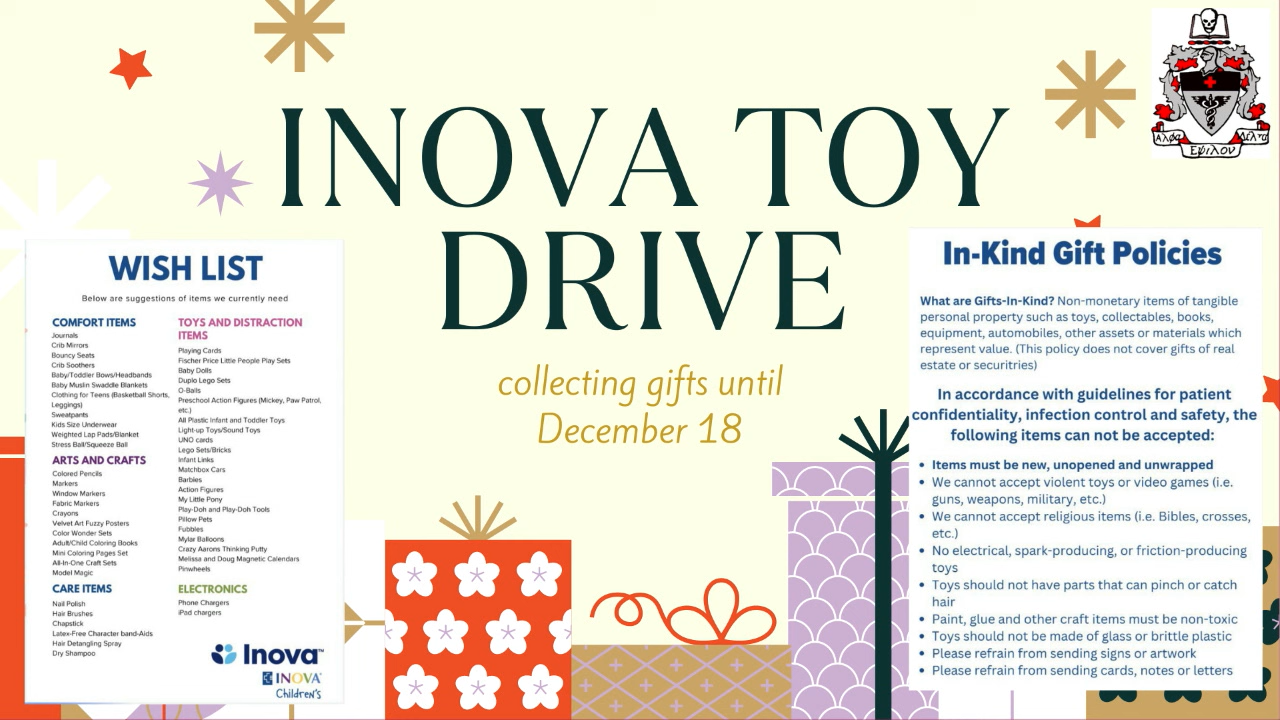 INOVA TOY
DRIVE
collecting gifts until
December 18
WISH LIST
Below are suggestions of items we currently need
COMFORT ITEMS
Journals
Crib Mirrors
Bouncy Seats
Crib Soothers
Baby/Toddler Bows/Headbands
Baby Muslin Swaddle Blankets
Clothing for Teens (Basketball Shorts,
Leggings)
Sweatpants
Kids Size Underwear
Weighted Lap Pads/Blanket
Stress Ball/Squeeze Ball
ARTS AND CRAFTS
Colored Pencils
Markers
Window Markers
Fabric Markers
Crayons
Velvet Art Fuzzy Posters
Color Wonder Sets
Adult/Child Coloring Books
Mini Coloring Pages Set
All-In-One Craft Sets
Model Magic
CARE ITEMS
Nail Polish
Hair Brushes
Chapstick
Latex-Free Character band-Aids
Hair Detangling Spray
Dry Shampoo
TOYS AND DISTRACTION
ITEMS
Playing Cards
Fischer Price Little People Play Sets
Baby Dolls
Duplo Lego Sets
O-Balls
Preschool Action Figures (Mickey, Paw Patrol,
etc.)
All Plastic Infant and Toddler Toys
Light-up Toys/Sound Toys
UNO cards
Lego Sets/Bricks
Infant Links
Matchbox Cars
Barbies
Action Figures
My Little Pony
Play-Doh and Play-Doh Tools
Pillow Pets
Fubbles
Mylar Balloons
Crazy Aarons Thinking Putty
Melissa and Doug Magnetic Calendars
Pinwheels
ELECTRONICS
Phone Chargers
iPad chargers
Inova™
INOVA
Children's
Αλφα
Εψιλον
Δελτα
In-Kind Gift Policies
What are Gifts-In-Kind? Non-monetary items of tangible
personal property such as toys, collectables, books,
equipment, automobiles, other assets or materials which
represent value. (This policy does not cover gifts of real
estate or securitries)
In accordance with guidelines for patient
confidentiality, infection control and safety, the
following items can not be accepted:
• Items must be new, unopened and unwrapped
• We cannot accept violent toys or video games (i.e.
guns, weapons, military, etc.)
• We cannot accept religious items (i.e. Bibles, crosses,
etc.)
• No electrical, spark-producing, or friction-producing
toys
• Toys should not have parts that can pinch or catch
hair
• Paint, glue and other craft items must be non-toxic
• Toys should not be made of glass or brittle plastic
• Please refrain from sending signs or artwork
• Please refrain from sending cards, notes or letters